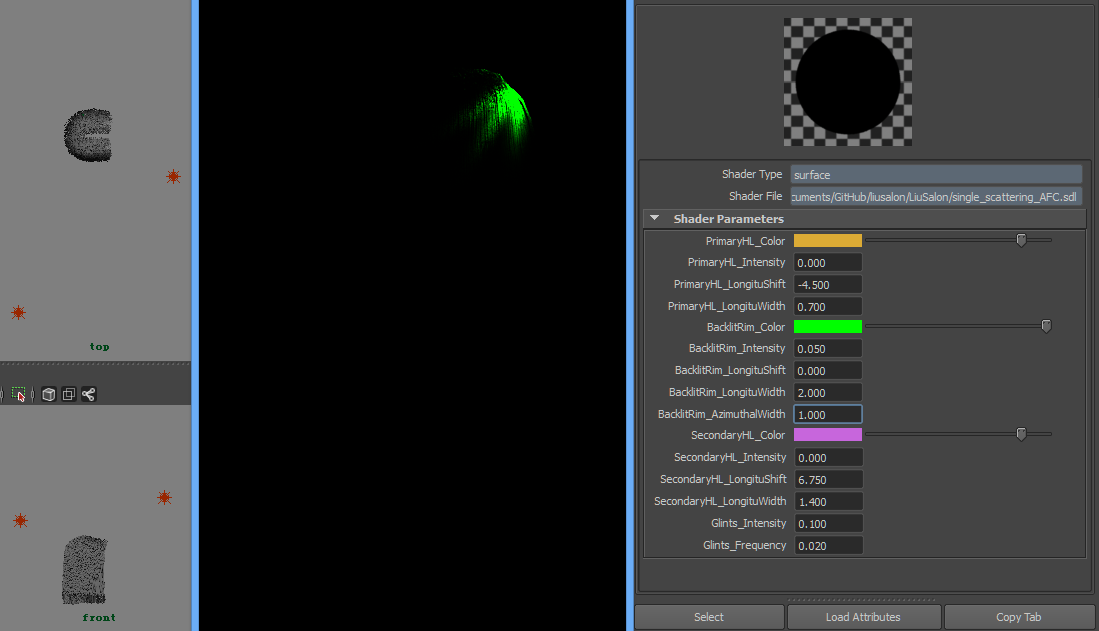 top
front
Shader Type surface
Shader File cuments/GitHub/liusalon/LiuSalon/single_scattering_AFC.sdl
Shader Parameters
PrimaryHL_Color
PrimaryHL_Intensity 0.000
PrimaryHL_LongituShift -4.500
PrimaryHL_LongituWidth 0.700
BacklitRim_Color
BacklitRim_Intensity 0.050
BacklitRim_LongituShift 0.000
BacklitRim_LongituWidth 2.000
BacklitRim_AzimuthalWidth 1.000
SecondaryHL_Color
SecondaryHL_Intensity 0.000
SecondaryHL_LongituShift 6.750
SecondaryHL_LongituWidth 1.400
Glints_Intensity 0.100
Glints_Frequency 0.020
Select Load Attributes Copy Tab